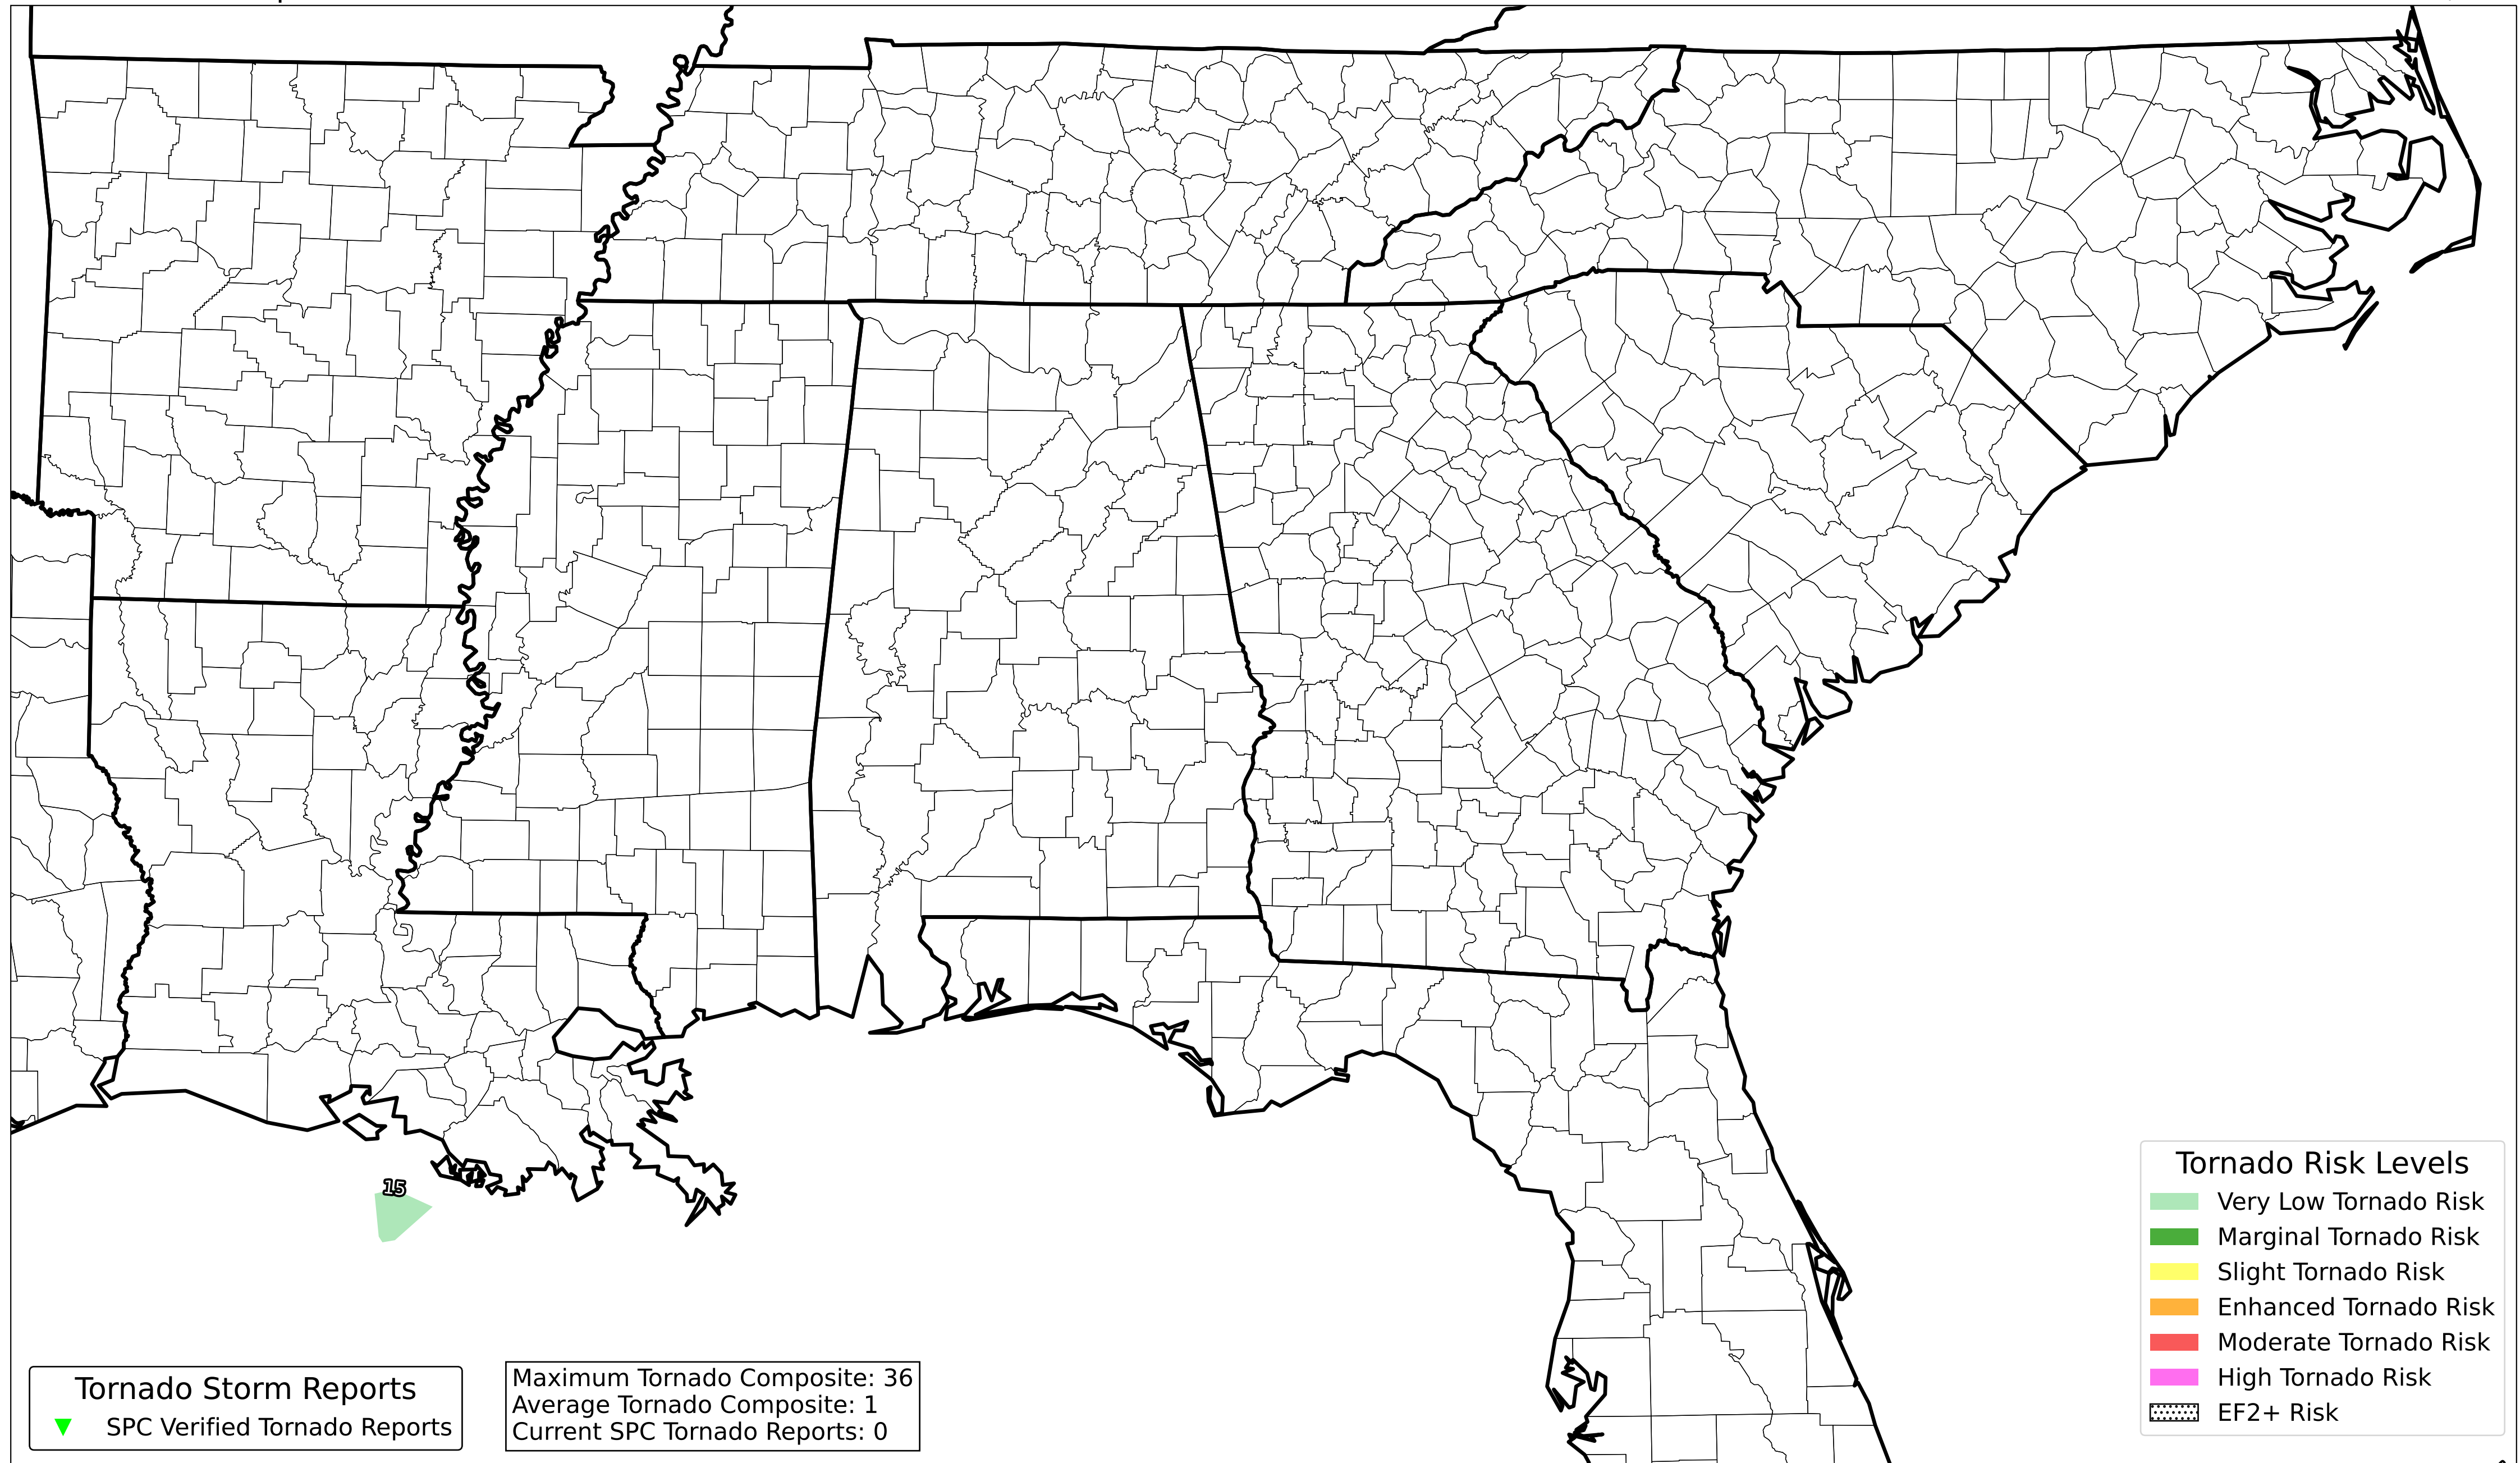 15
Tornado Risk Levels
Very Low Tornado Risk
Marginal Tornado Risk
Slight Tornado Risk
Enhanced Tornado Risk
Moderate Tornado Risk
High Tornado Risk
EF2+ Risk
Tornado Storm Reports
SPC Verified Tornado Reports
Maximum Tornado Composite: 36
Average Tornado Composite: 1
Current SPC Tornado Reports: 0